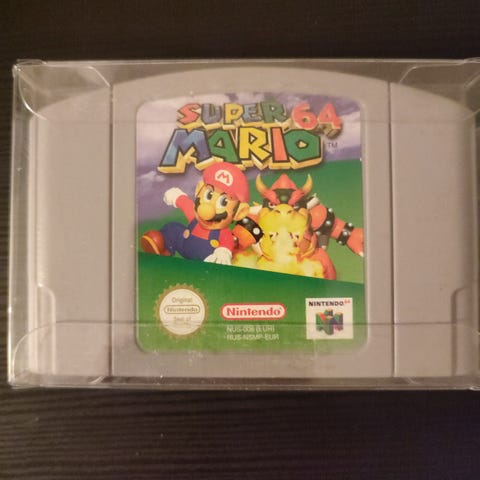 SUPER 64
MARIO TM
M
Original
Nintendo
Seal of
Nintendo
NUS-006 (EUR)
NUS-NSMP-EUR
NINTENDO 64